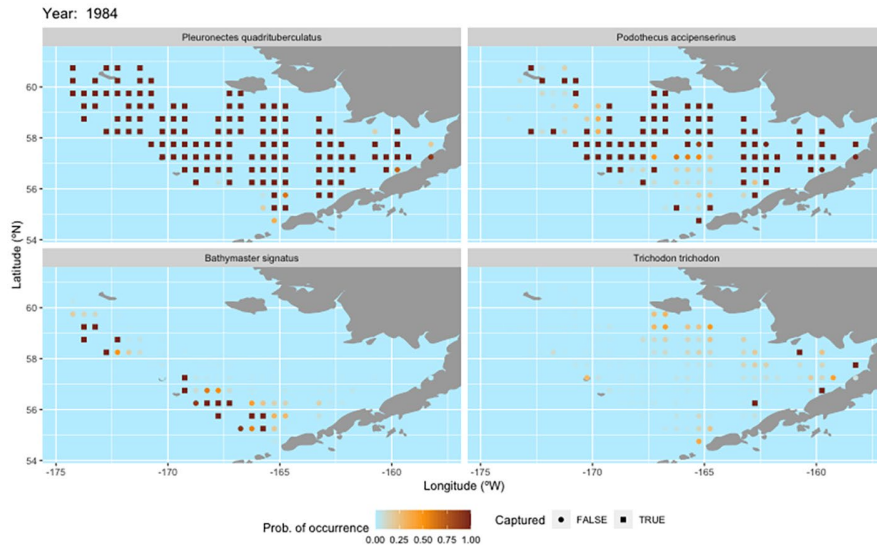 Year: 1984
Pleuronectes quadrituberculatus
Podothecus accipenserinus
60
58
56
54
Bathymaster signatus
Trichodon trichodon
60
58
56
54
Latitude (ºN)
-175 -170 -165 -160 -175 -170 -165 -160
Longitude (ºW)
Prob. of occurrence
0.00 0.25 0.50 0.75 1.00
Captured FALSE TRUE